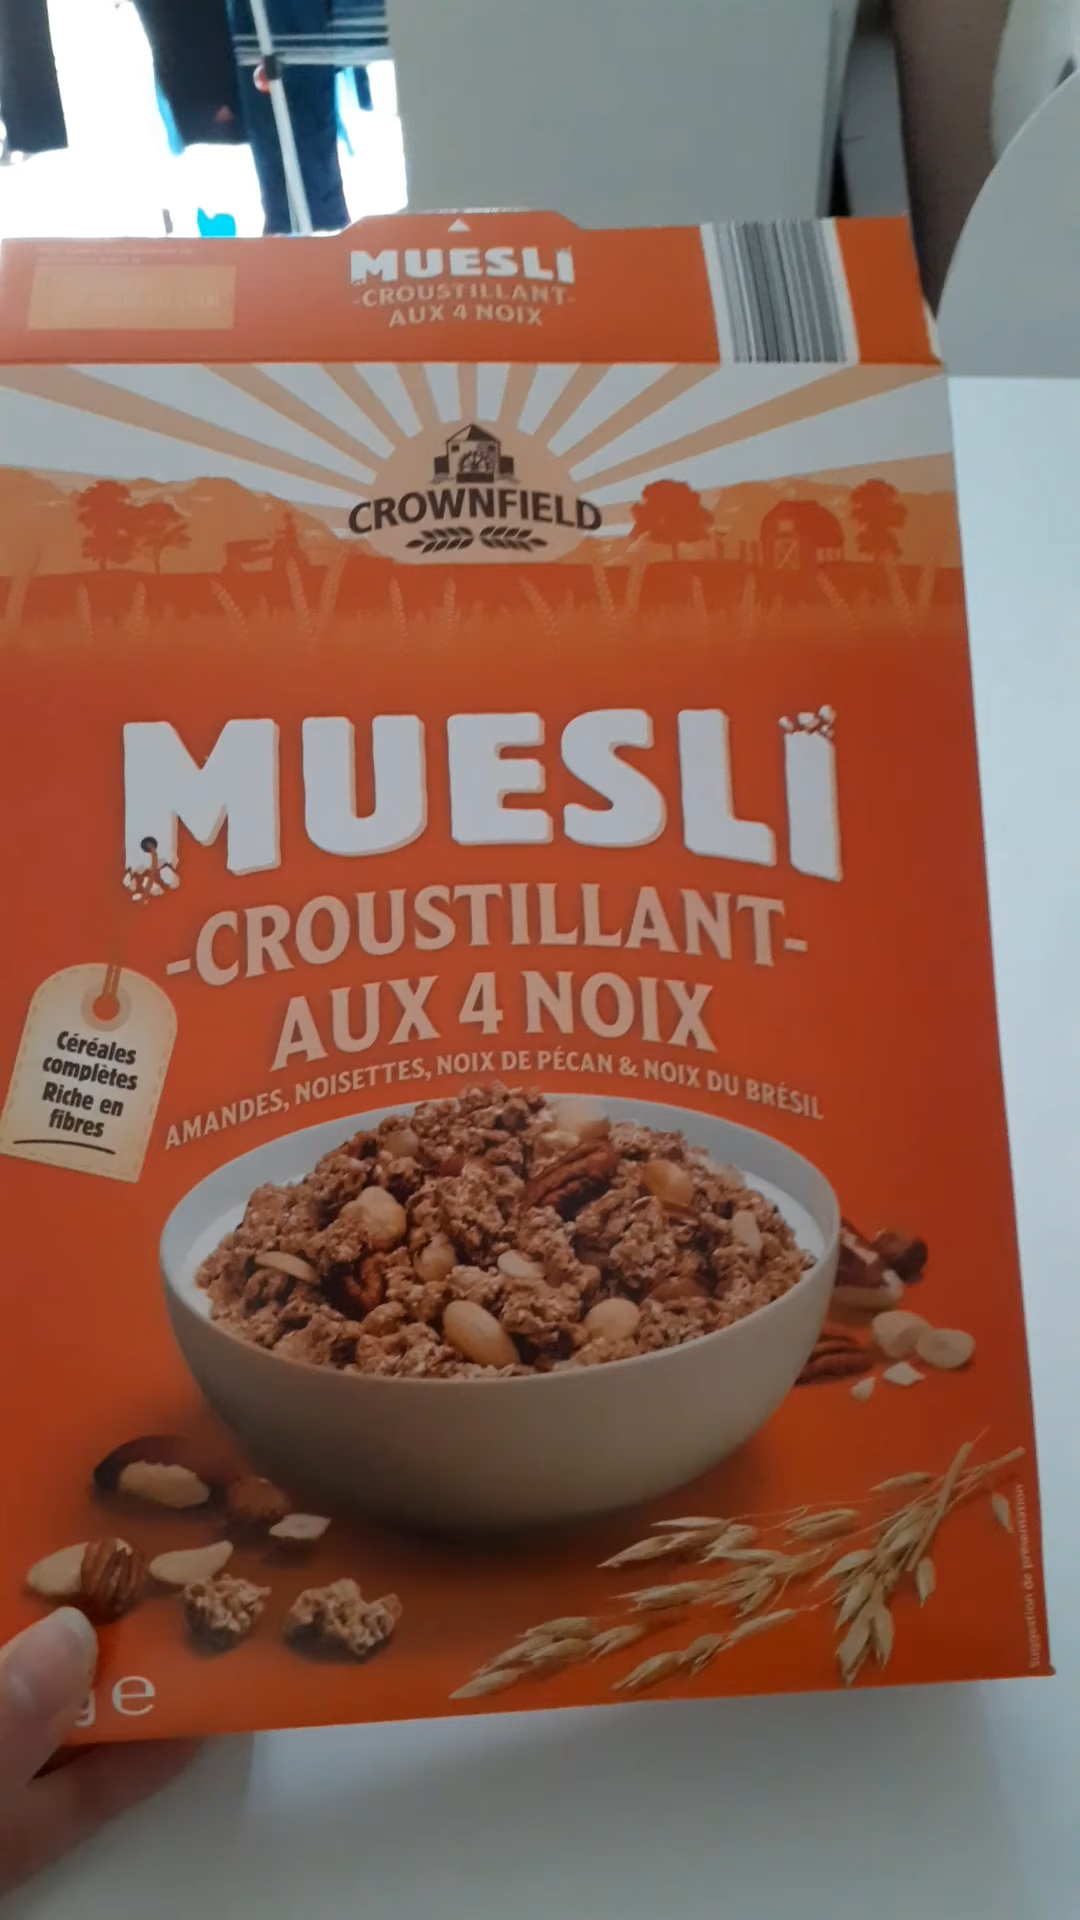 MUESLI
-CROUSTILLANT-
AUX 4 NOIX
CROWNFIELD
MUESLI
-CROUSTILLANT-
AUX 4 NOIX
AMANDES, NOISETTES, NOIX DE PÉCAN & NOIX DU BRÉSIL
Céréales
complètes
Riche en
fibres
Suggestion de présentation
g e